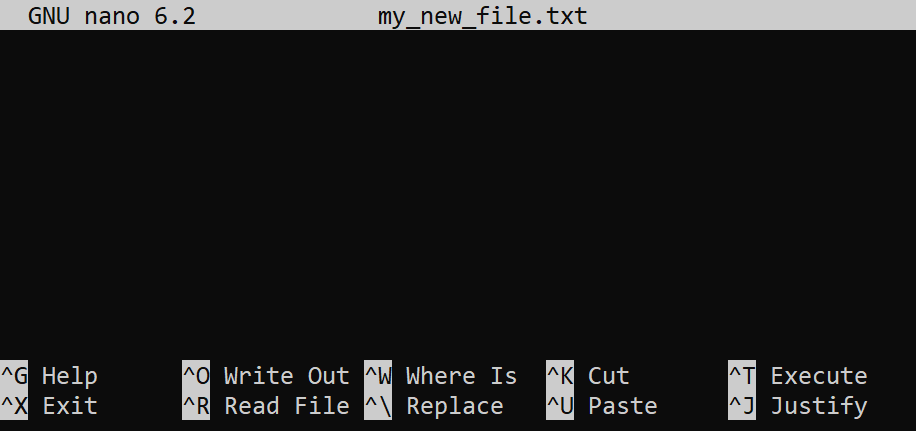 GNU nano 6.2 my_new_file.txt
^G Help ^O Write Out ^W Where Is ^K Cut ^T Execute
^X Exit ^R Read File ^\ Replace ^U Paste ^J Justify